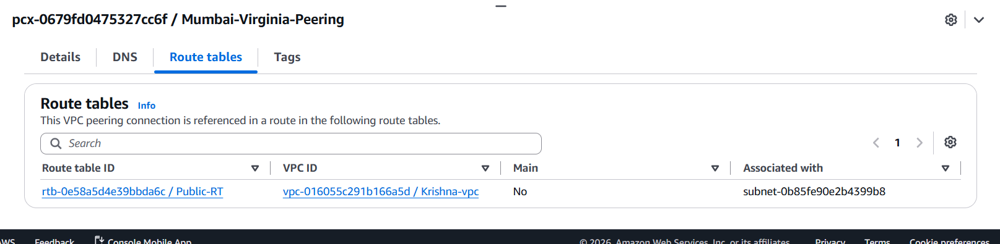 pcx-0679fd0475327cc6f / Mumbai-Virginia-Peering
Details DNS Route tables Tags
Route tables Info
This VPC peering connection is referenced in a route in the following route tables.
Search 1
Route table ID VPC ID Main Associated with
rtb-0e58a5d4e39bbda6c / Public-RT vpc-016055c291b166a5d / Krishna-vpc No subnet-0b85fe90e2b4399b8
AWS Feedback Console Mobile App © 2026, Amazon Web Services, Inc. or its affiliates. Privacy Terms Cookie preferences